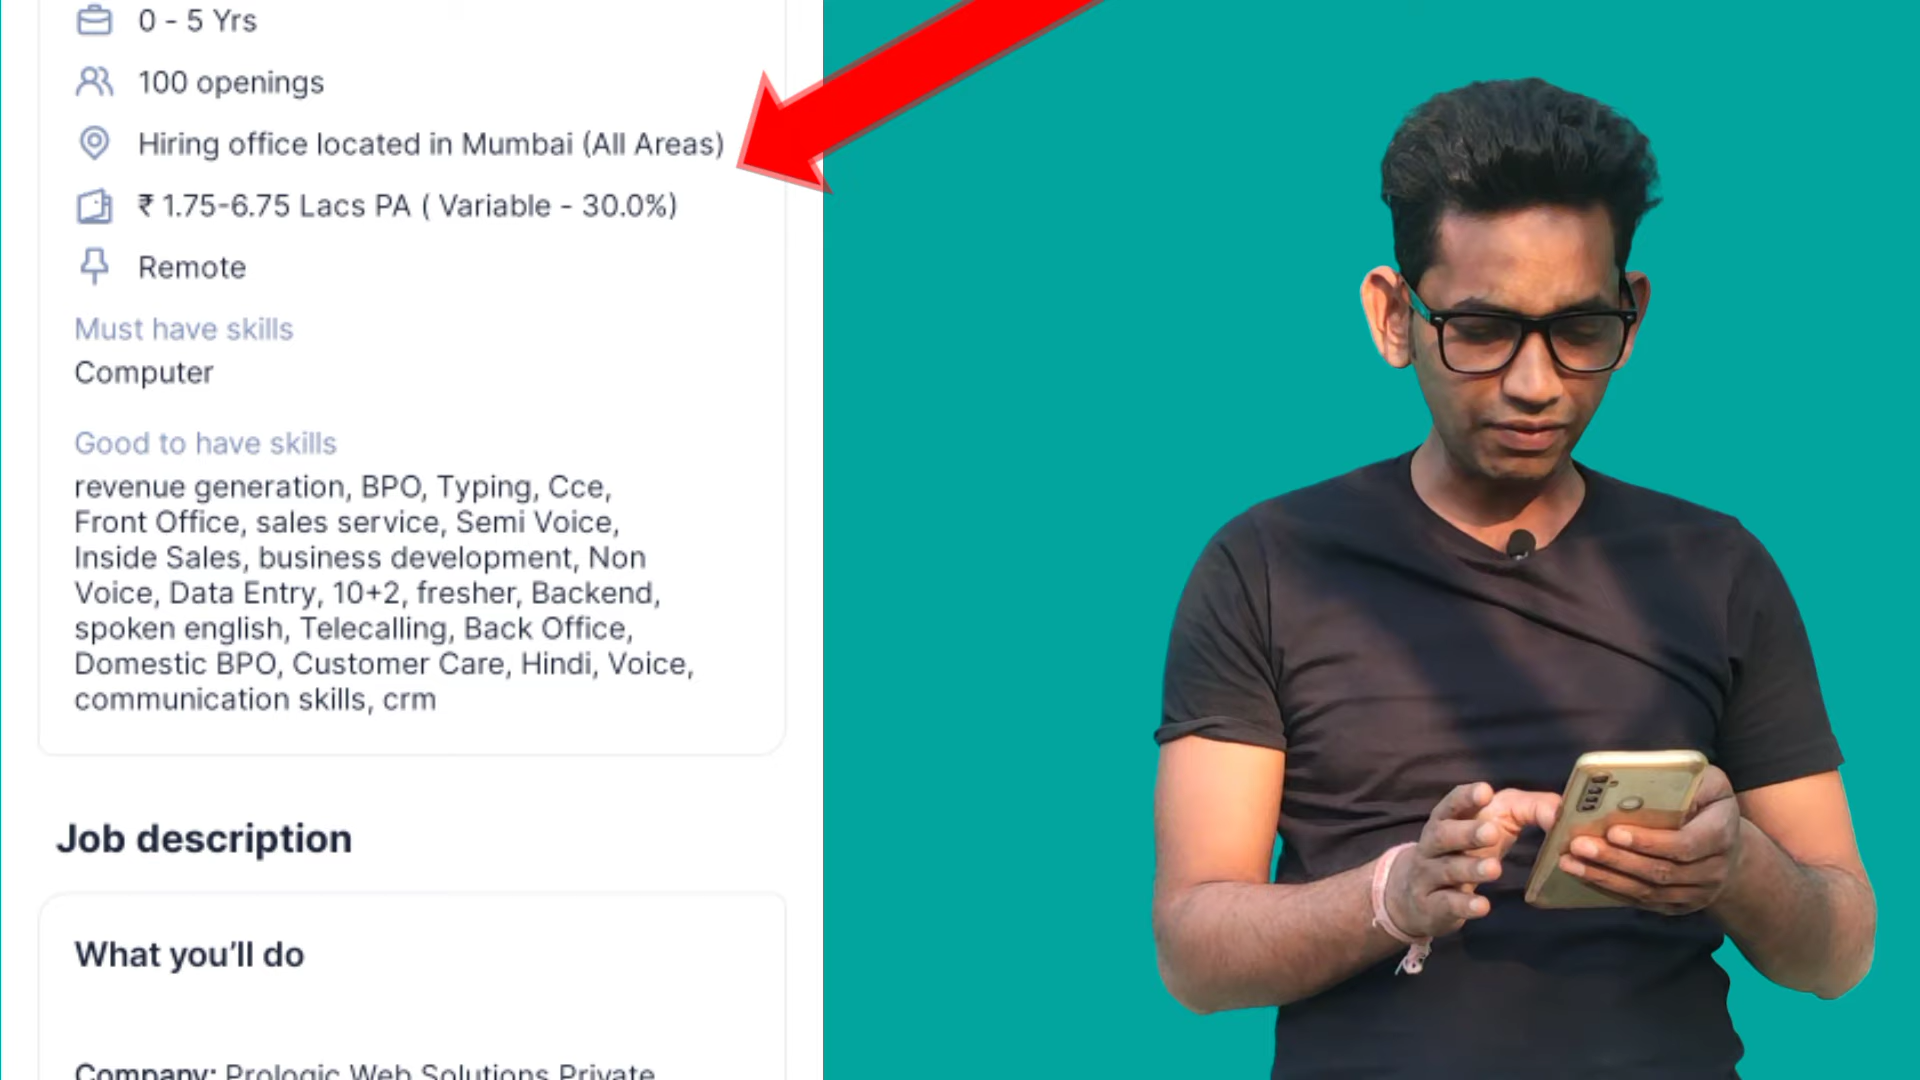 0 - 5 Yrs
100 openings
Hiring office located in Mumbai (All Areas)
₹ 1.75-6.75 Lacs PA ( Variable - 30.0%)
Remote
Must have skills
Computer
Good to have skills
revenue generation, BPO, Typing, Cce,
Front Office, sales service, Semi Voice,
Inside Sales, business development, Non
Voice, Data Entry, 10+2, fresher, Backend,
spoken english, Telecalling, Back Office,
Domestic BPO, Customer Care, Hindi, Voice,
communication skills, crm
Job description
What you’ll do
Company: Prologic Web Solutions Private